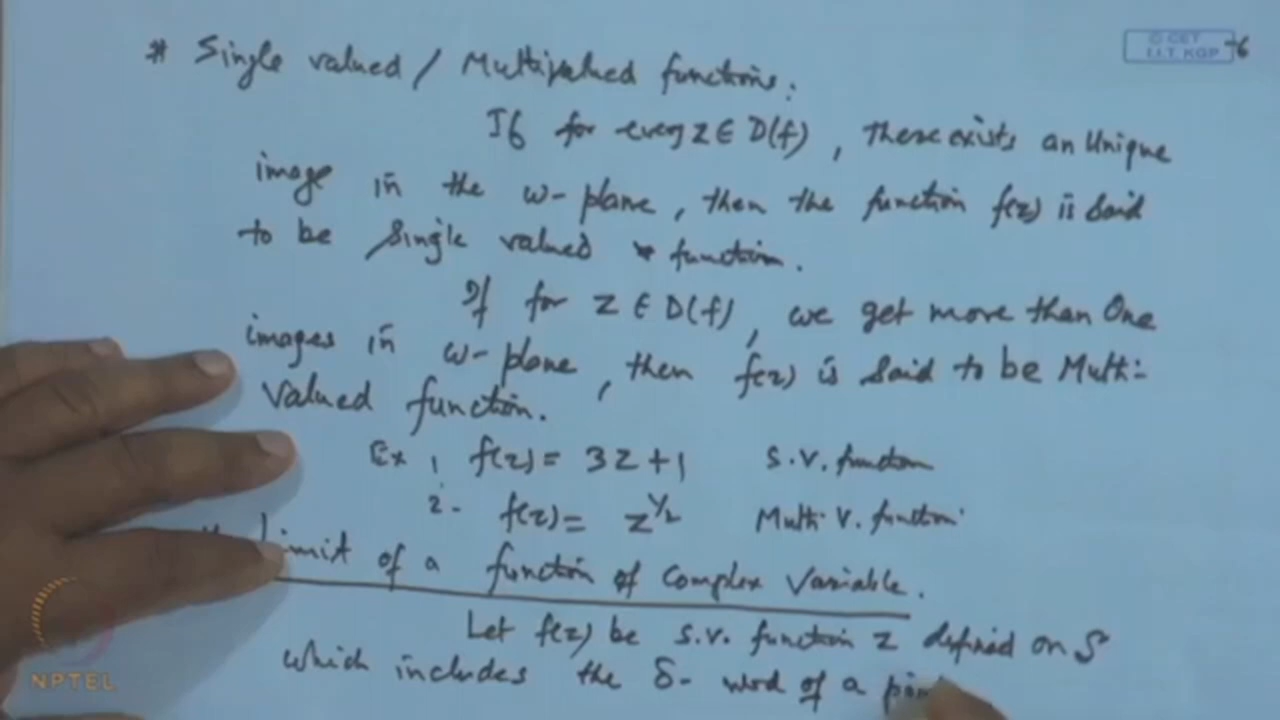 * Single valued / Multivalued functions :
© CET
I.I.T. KGP
-6
If for every z ∈ D(f) , there exists an Unique
image in the w-plane , then the function f(z) is said
to be single valued function .
If for z ∈ D(f) , we get more than One
images in w-plane , then f(z) is said to be Multi-
valued function .
Ex 1 f(z) = 3z+1 S.V. function
2. f(z) = z^1/2 Multi V. function
Limit of a function of Complex Variable .
Let f(z) be S.V. function z defined on S
which includes the δ- nbd of a
NPTEL